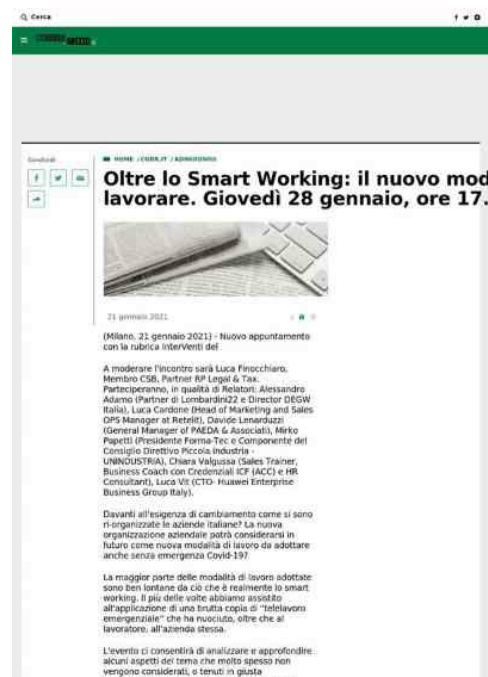 Cerca
CORRIERE DI AREZZO
Condividi:
HOME / CORR.IT / ADNKRONOS
Oltre lo Smart Working: il nuovo mod
lavorare. Giovedì 28 gennaio, ore 17.
21 gennaio 2021
(Milano, 21 gennaio 2021) - Nuovo appuntamento
con la rubrica InterVenti del
A moderare l'incontro sarà Luca Finocchiaro,
Membro CSB, Partner RP Legal & Tax.
Parteciperanno, in qualità di Relatori: Alessandro
Adamo (Partner di Lombardini22 e Director DEGW
Italia), Luca Cardone (Head of Marketing and Sales
OPS Manager at Retelit), Davide Lenarduzzi
(General Manager of PAEDA & Associati), Mirko
Papetti (Presidente Forma-Tec e Componente del
Consiglio Direttivo Piccola Industria -
UNINDUSTRIA), Chiara Valgussa (Sales Trainer,
Business Coach con Credenziali ICF (ACC) e HR
Consultant), Luca Vit (CTO- Huawei Enterprise
Business Group Italy).
Davanti all'esigenza di cambiamento come si sono
ri-organizzate le aziende italiane? La nuova
organizzazione aziendale potrà considerarsi in
futuro come nuova modalità di lavoro da adottare
anche senza emergenza Covid-19?
La maggior parte delle modalità di lavoro adottate
sono ben lontane da ciò che è realmente lo smart
working. Il più delle volte abbiamo assistito
all'applicazione di una brutta copia di "telelavoro
emergenziale" che ha nuociuto, oltre che al
lavoratore, all'azienda stessa.
L'evento ci consentirà di analizzare e approfondire
alcuni aspetti del tema che molto spesso non
vengono considerati, o tenuti in giusta